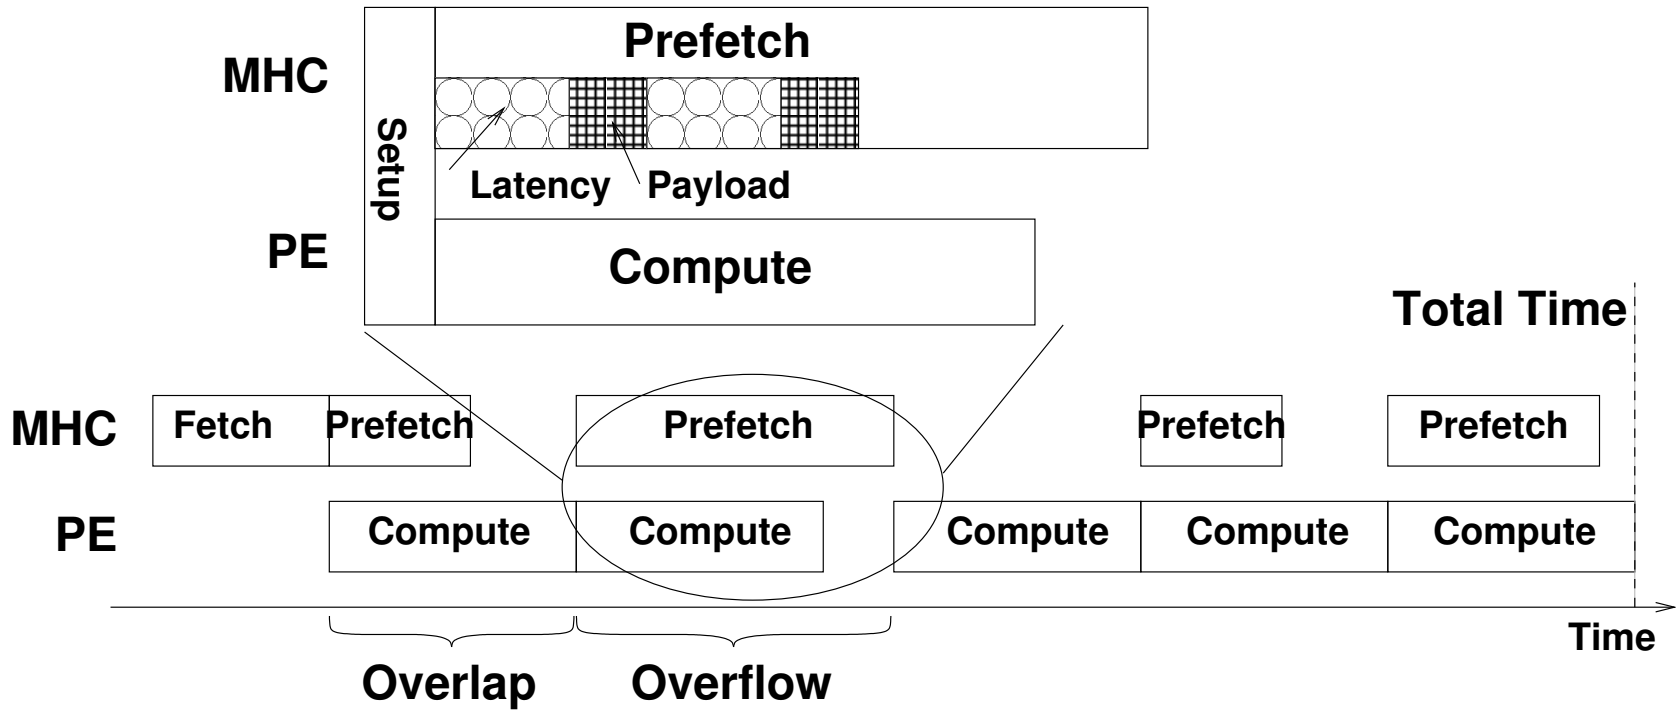 Prefetch
MHC
Setup
Latency Payload
PE
Compute
Total Time
MHC Fetch Prefetch Prefetch Prefetch Prefetch
PE Compute Compute Compute Compute Compute
Time
Overlap Overflow